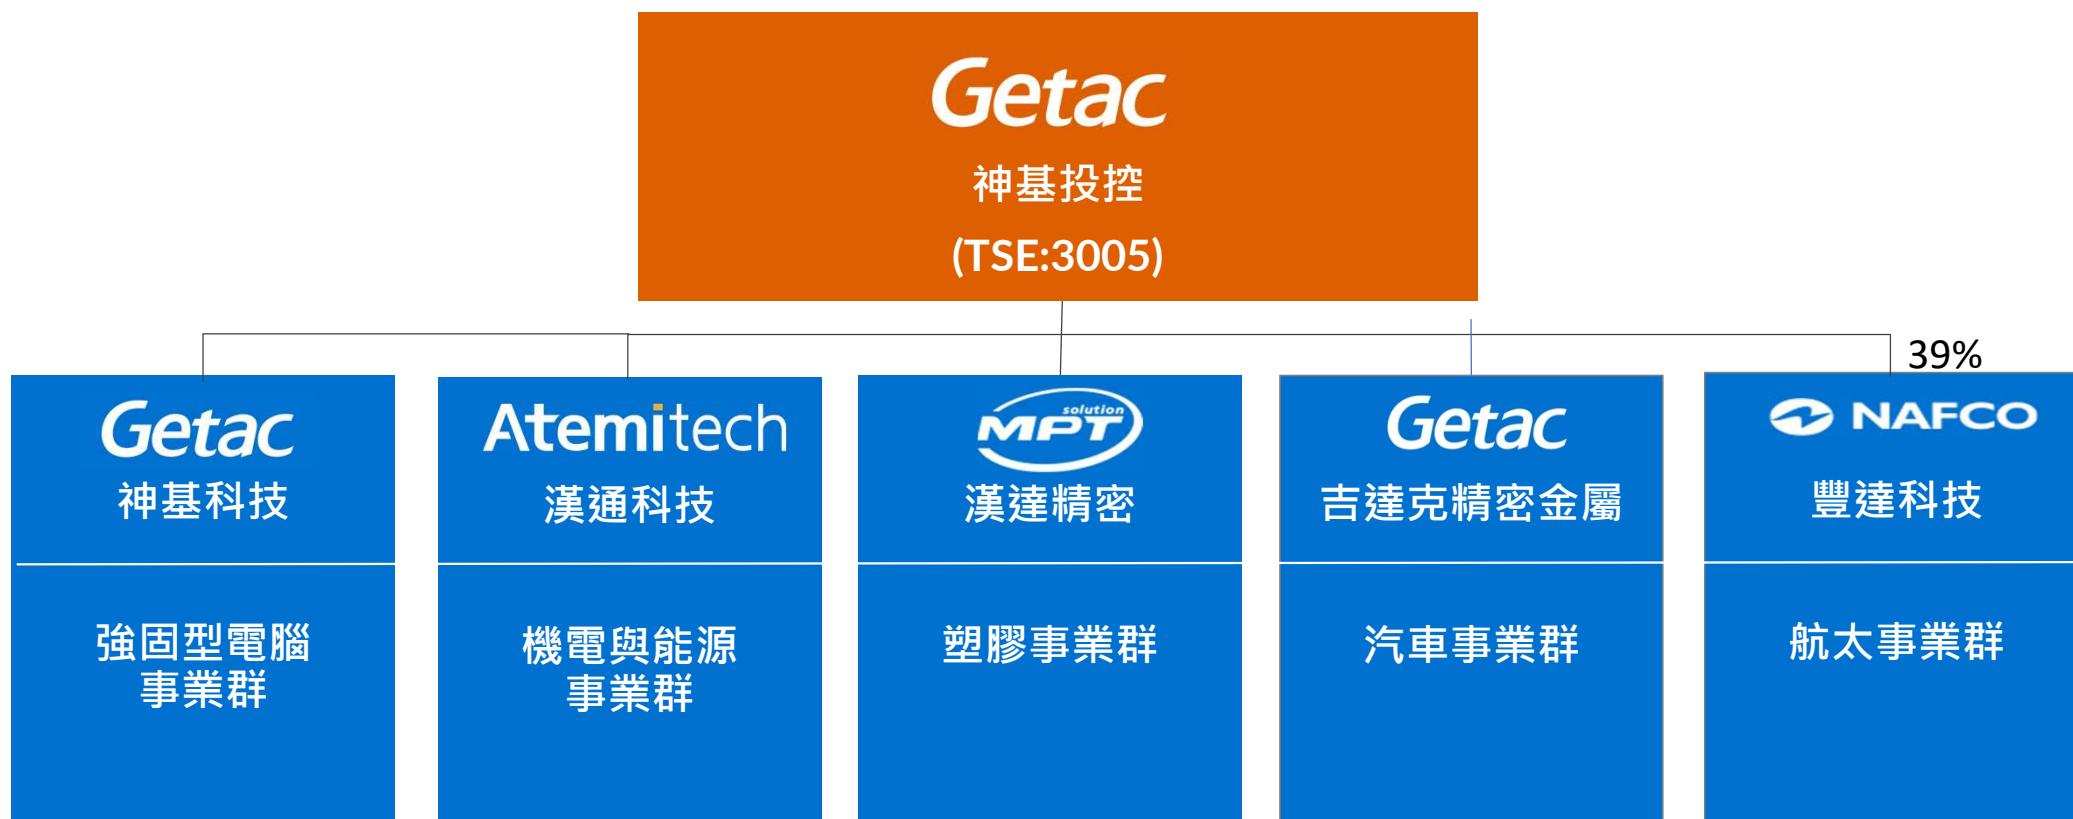 Getac
神基投控
(TSE:3005)
39%
Getac
神基科技
強固型電腦
事業群
Atemitech
漢通科技
機電與能源
事業群
solution
MPT
漢達精密
塑膠事業群
Getac
吉達克精密金屬
汽車事業群
NAFCO
豐達科技
航太事業群